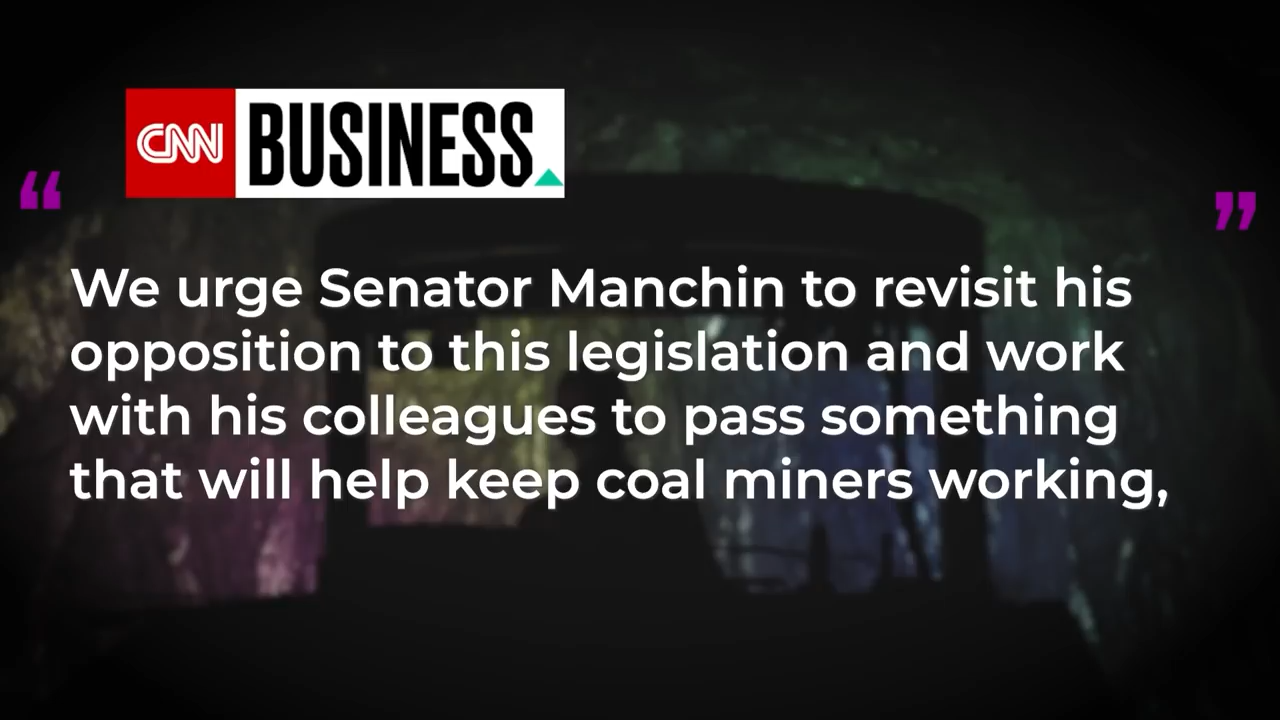 CNN BUSINESS
“ ”
We urge Senator Manchin to revisit his
opposition to this legislation and work
with his colleagues to pass something
that will help keep coal miners working,